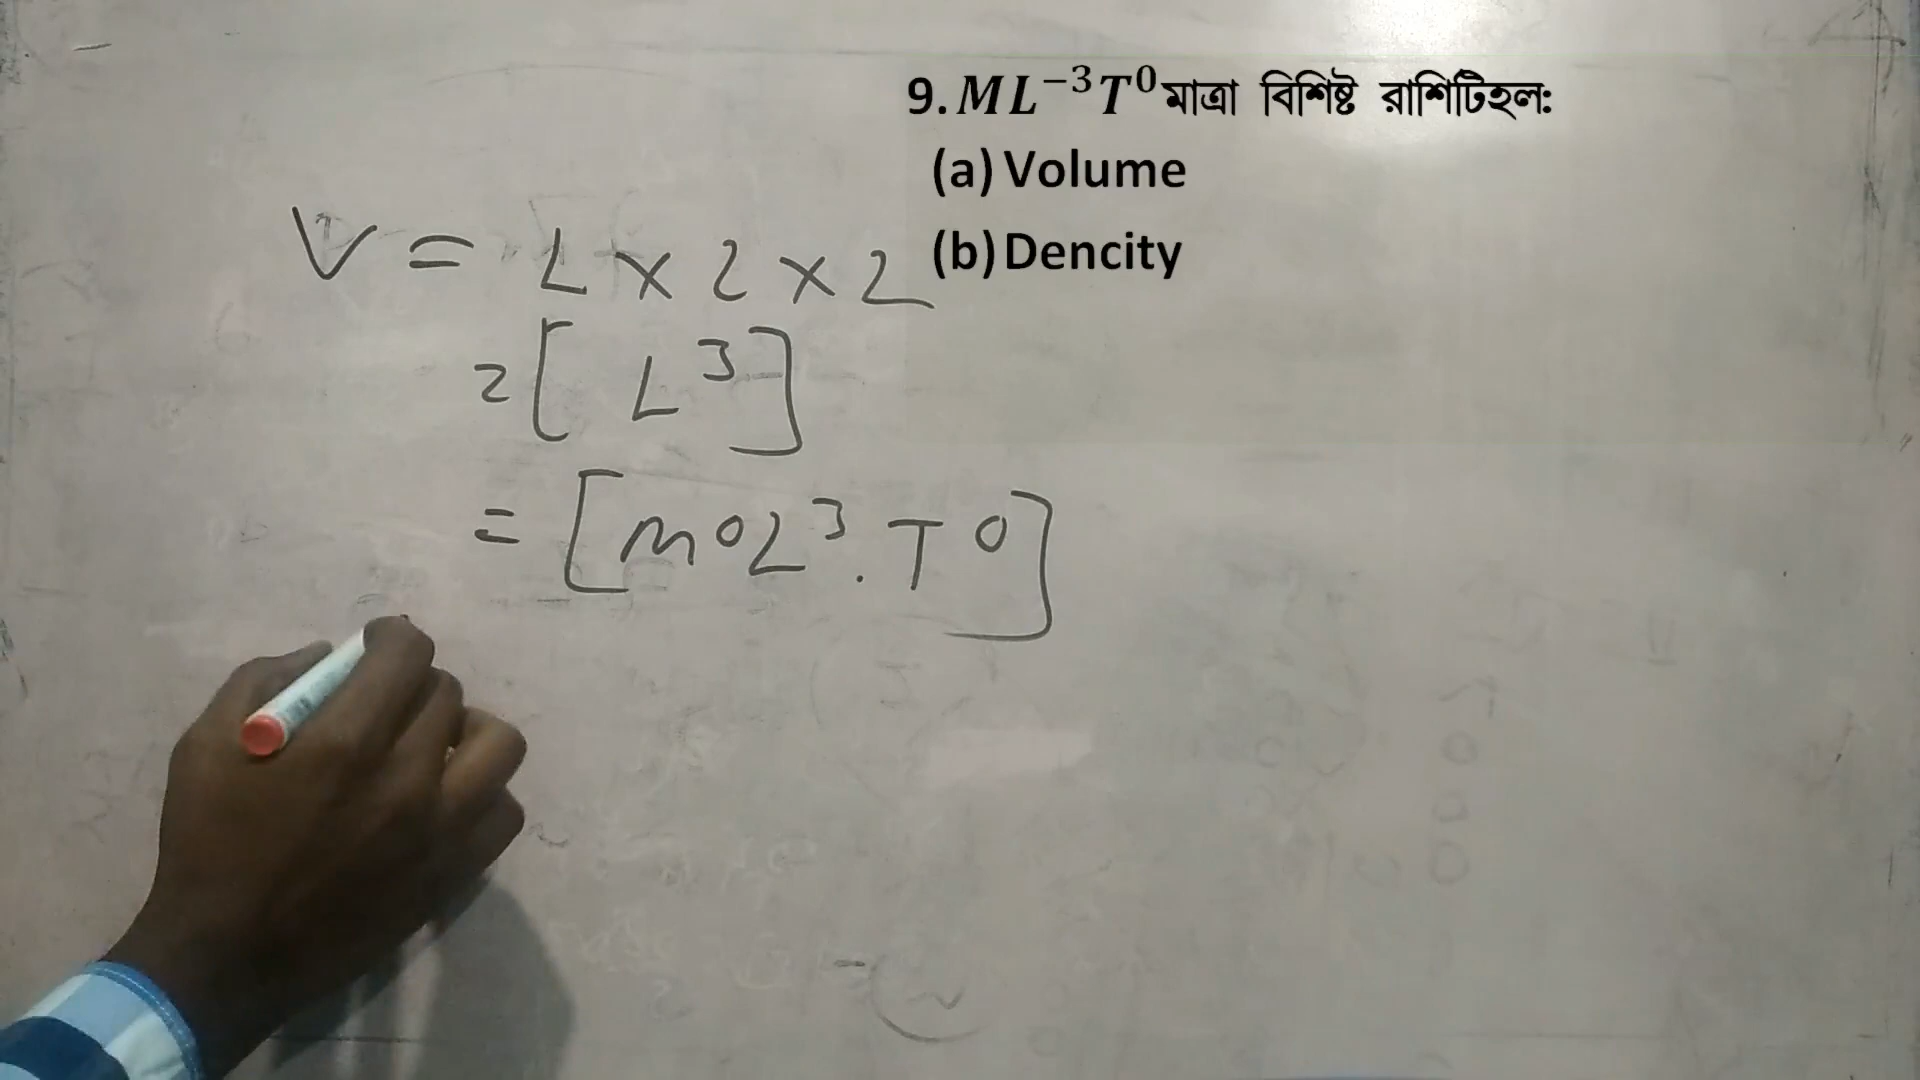 9. ML⁻³T⁰ মাত্রা বিশিষ্ট রাশিটিহল:
(a) Volume
(b) Dencity
V = L × L × L
= [L³]
= [M⁰L³.T⁰]